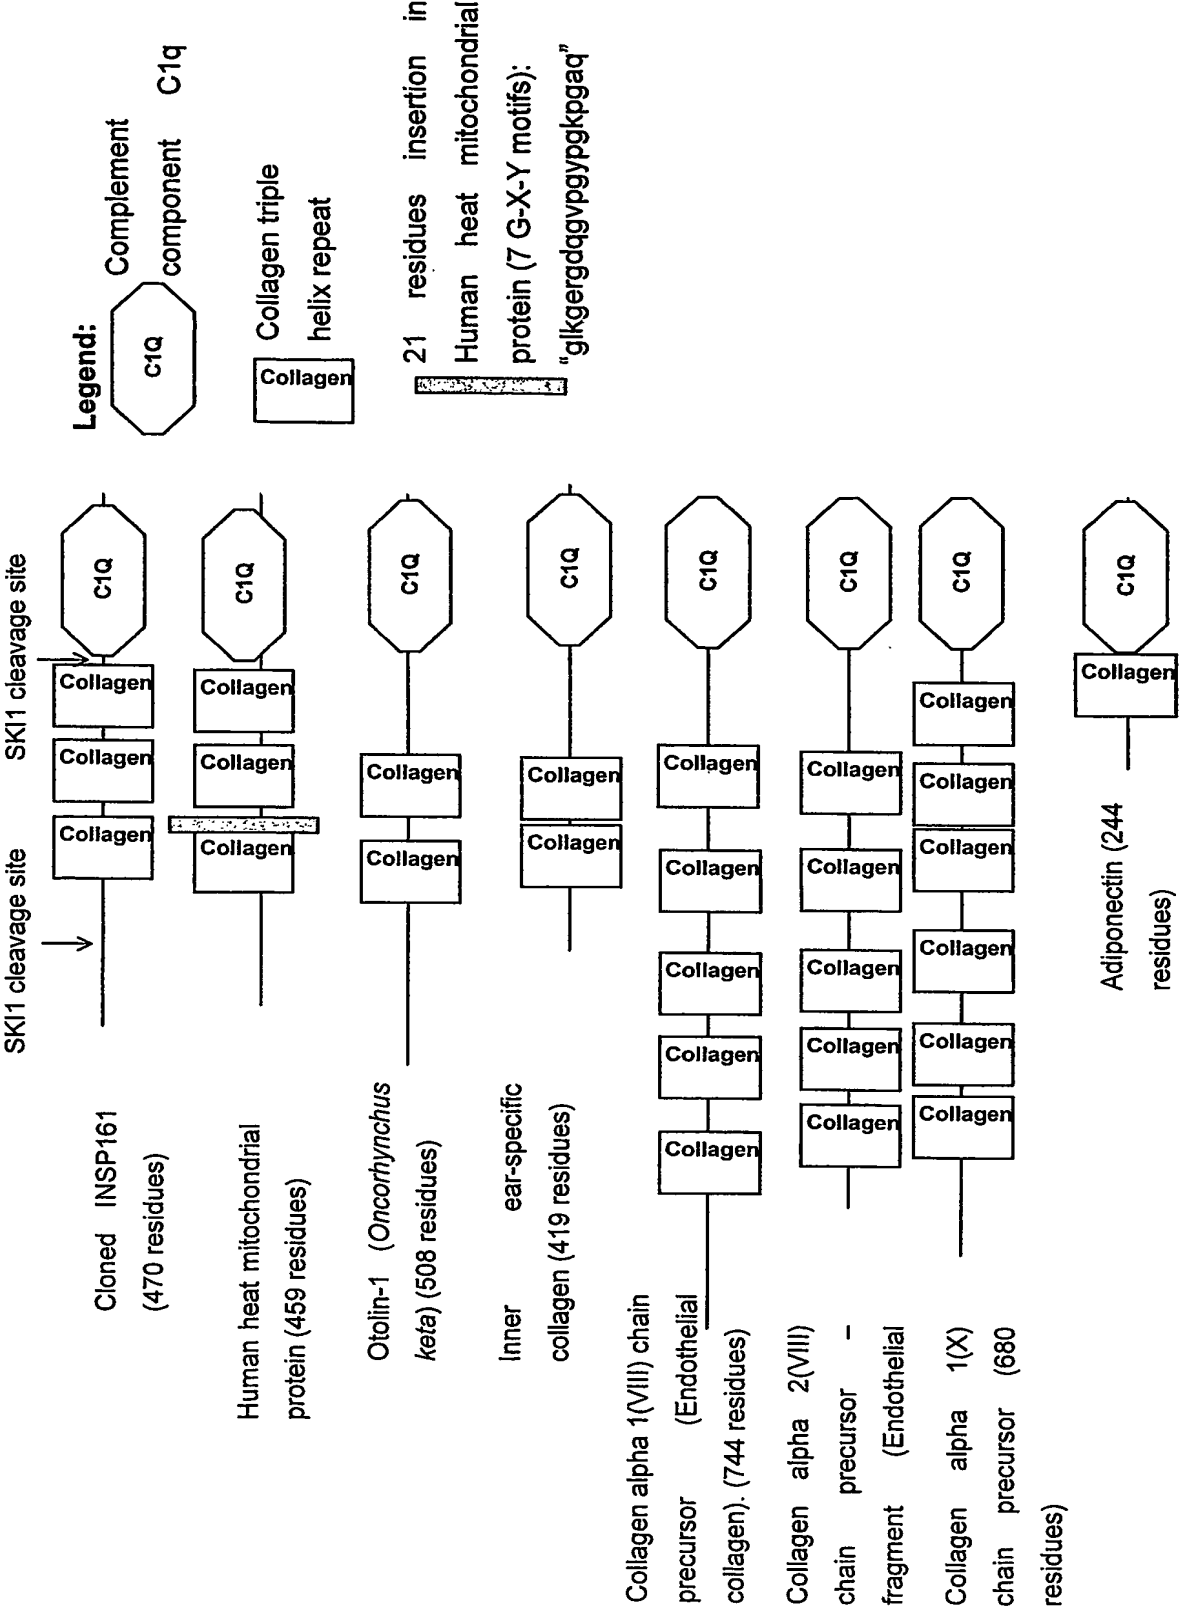 SKI1 cleavage site
SKI1 cleavage site
Cloned INSP161
(470 residues)
Collagen
Collagen
Collagen
C1Q
Human heat mitochondrial
protein (459 residues)
Collagen
Collagen
Collagen
C1Q
Otolin-1 (Oncorhynchus
keta) (508 residues)
Collagen
Collagen
C1Q
Inner ear-specific
collagen (419 residues)
Collagen
Collagen
C1Q
Collagen alpha 1(VIII) chain
precursor (Endothelial
collagen). (744 residues)
Collagen
Collagen
Collagen
Collagen
Collagen
C1Q
Collagen alpha 2(VIII)
chain precursor –
fragment (Endothelial
Collagen
Collagen
Collagen
Collagen
Collagen
C1Q
Collagen alpha 1(X)
chain precursor (680
residues)
Collagen
Collagen
Collagen
Collagen
Collagen
Collagen
C1Q
Adiponectin (244
residues)
Collagen
C1Q
Legend:
C1Q
Complement
component C1q
Collagen
Collagen triple
helix repeat
21 residues insertion in
Human heat mitochondrial
protein (7 G-X-Y motifs):
“glkgergdqgvpgypgkpgaq”